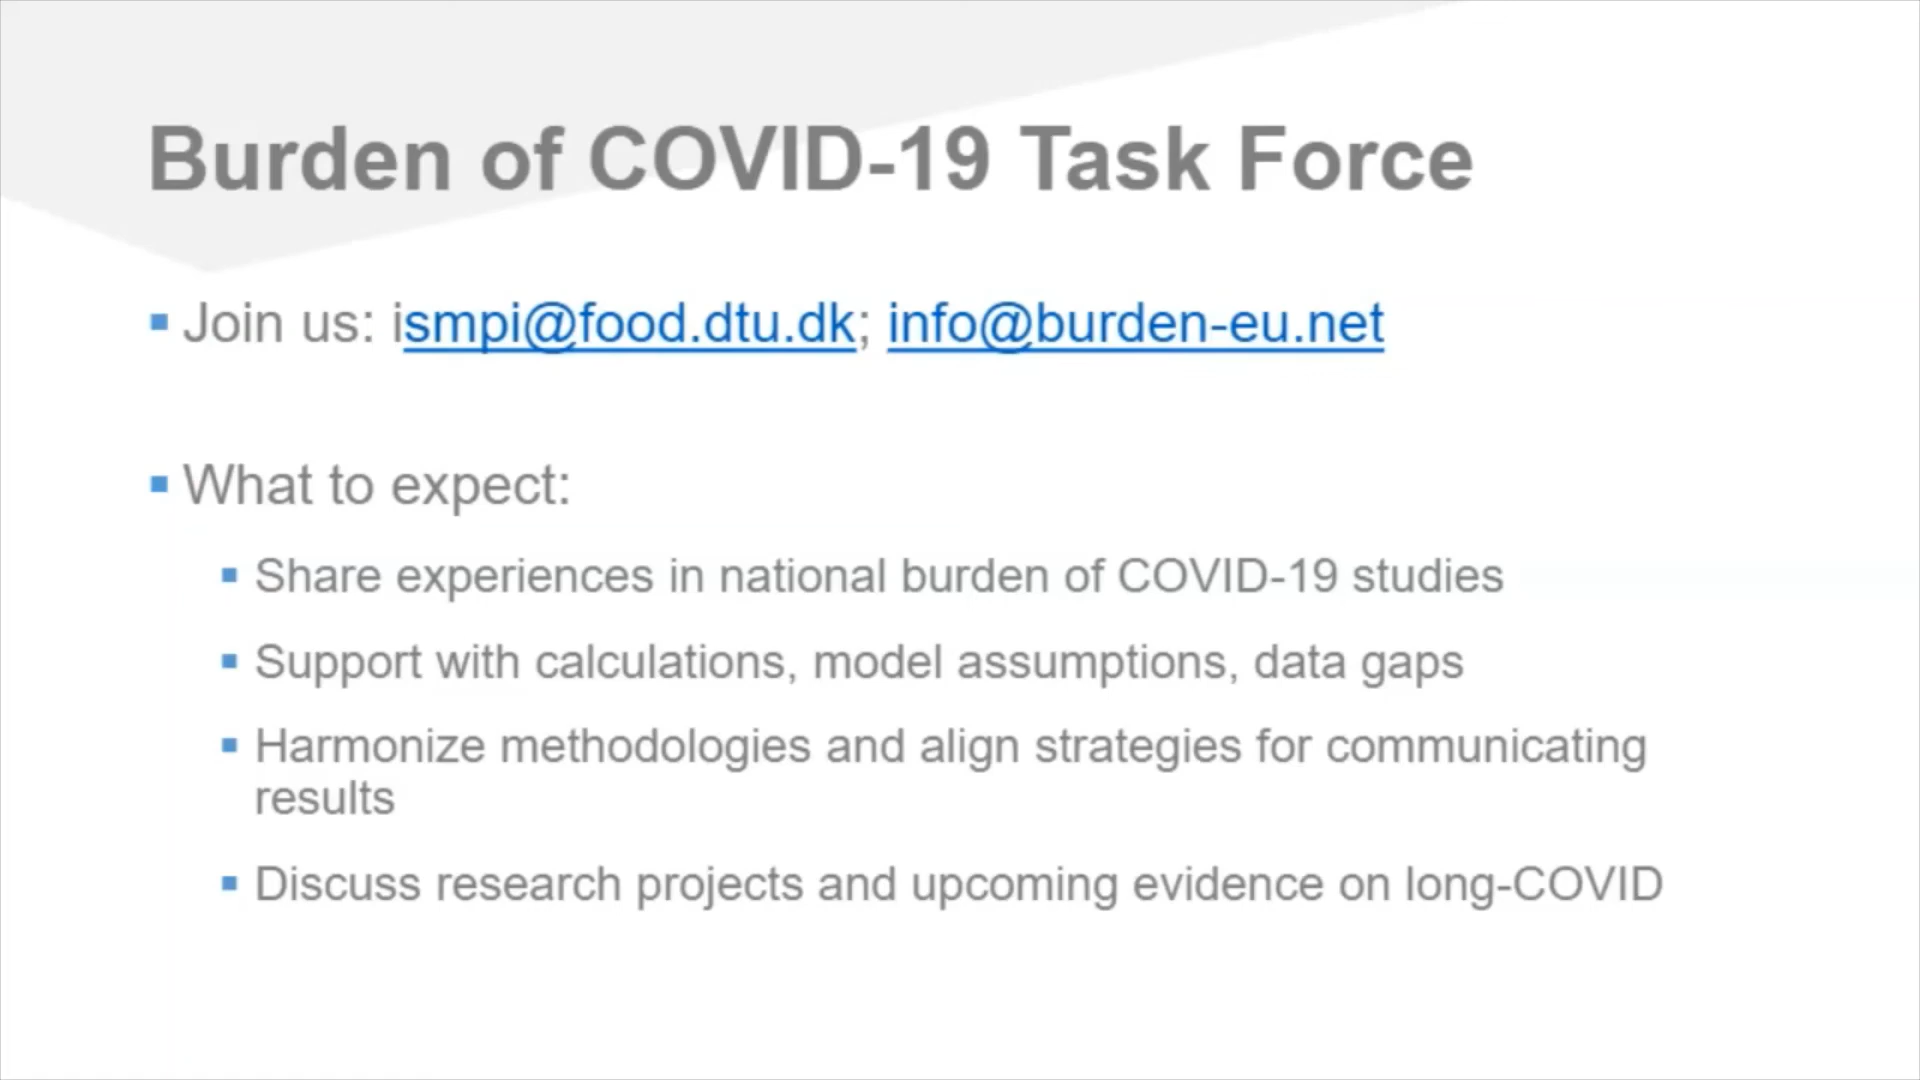 Burden of COVID-19 Task Force
Join us: ismpi@food.dtu.dk; info@burden-eu.net
What to expect:
Share experiences in national burden of COVID-19 studies
Support with calculations, model assumptions, data gaps
Harmonize methodologies and align strategies for communicating
results
Discuss research projects and upcoming evidence on long-COVID